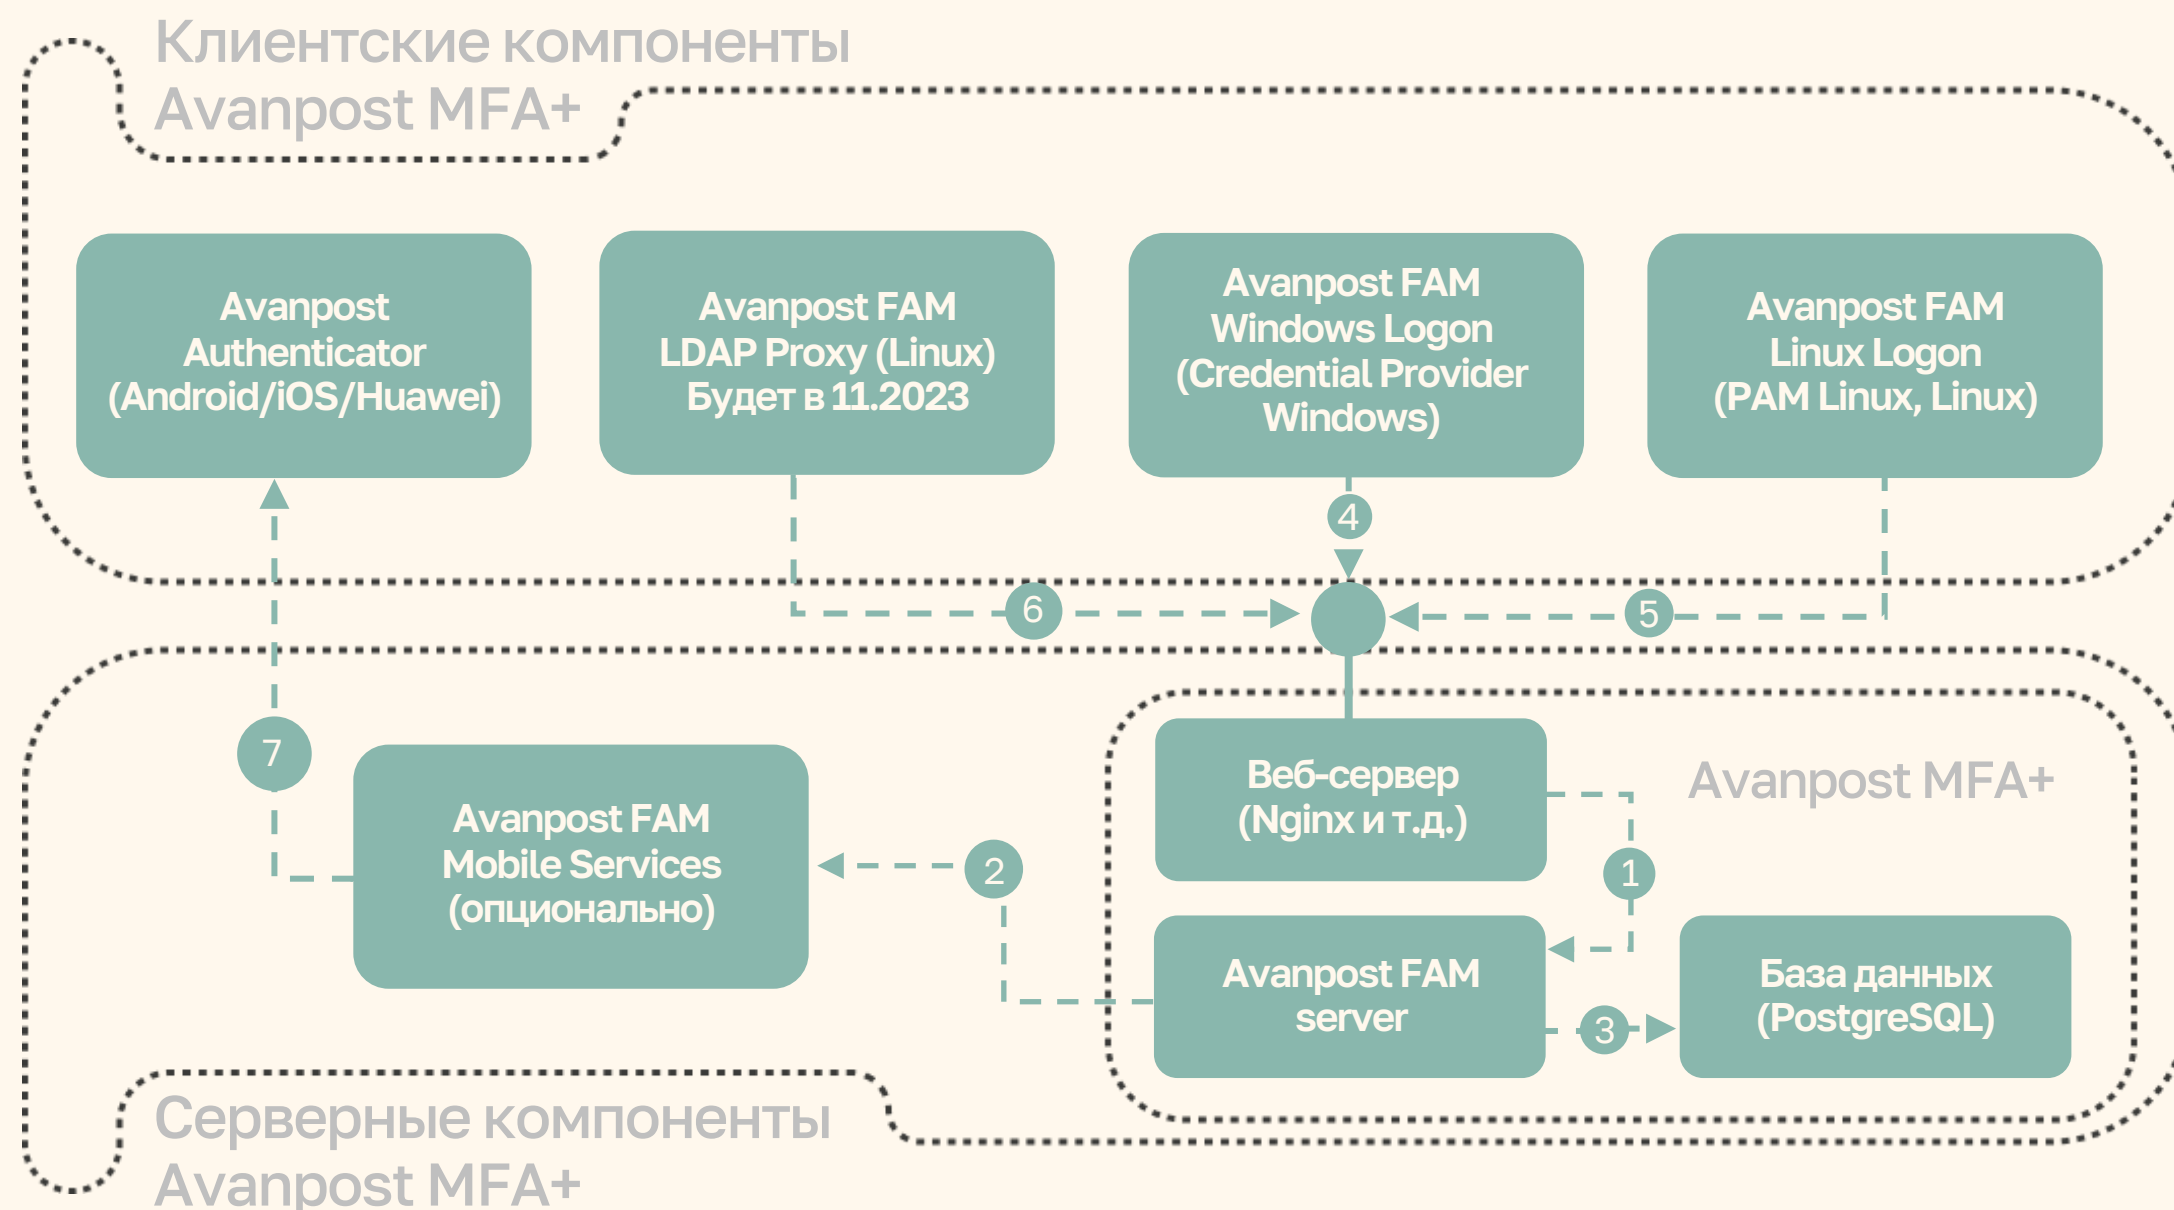 Клиентские компоненты
Avanpost MFA+
Avanpost
Authenticator
(Android/iOS/Huawei)
Avanpost FAM
LDAP Proxy (Linux)
Будет в 11.2023
Avanpost FAM
Windows Logon
(Credential Provider
Windows)
Avanpost FAM
Linux Logon
(PAM Linux, Linux)
4
6
5
7
Avanpost FAM
Mobile Services
(опционально)
2
Веб-сервер
(Nginx и т.д.)
Avanpost MFA+
1
Avanpost FAM
server
3
База данных
(PostgreSQL)
Серверные компоненты
Avanpost MFA+